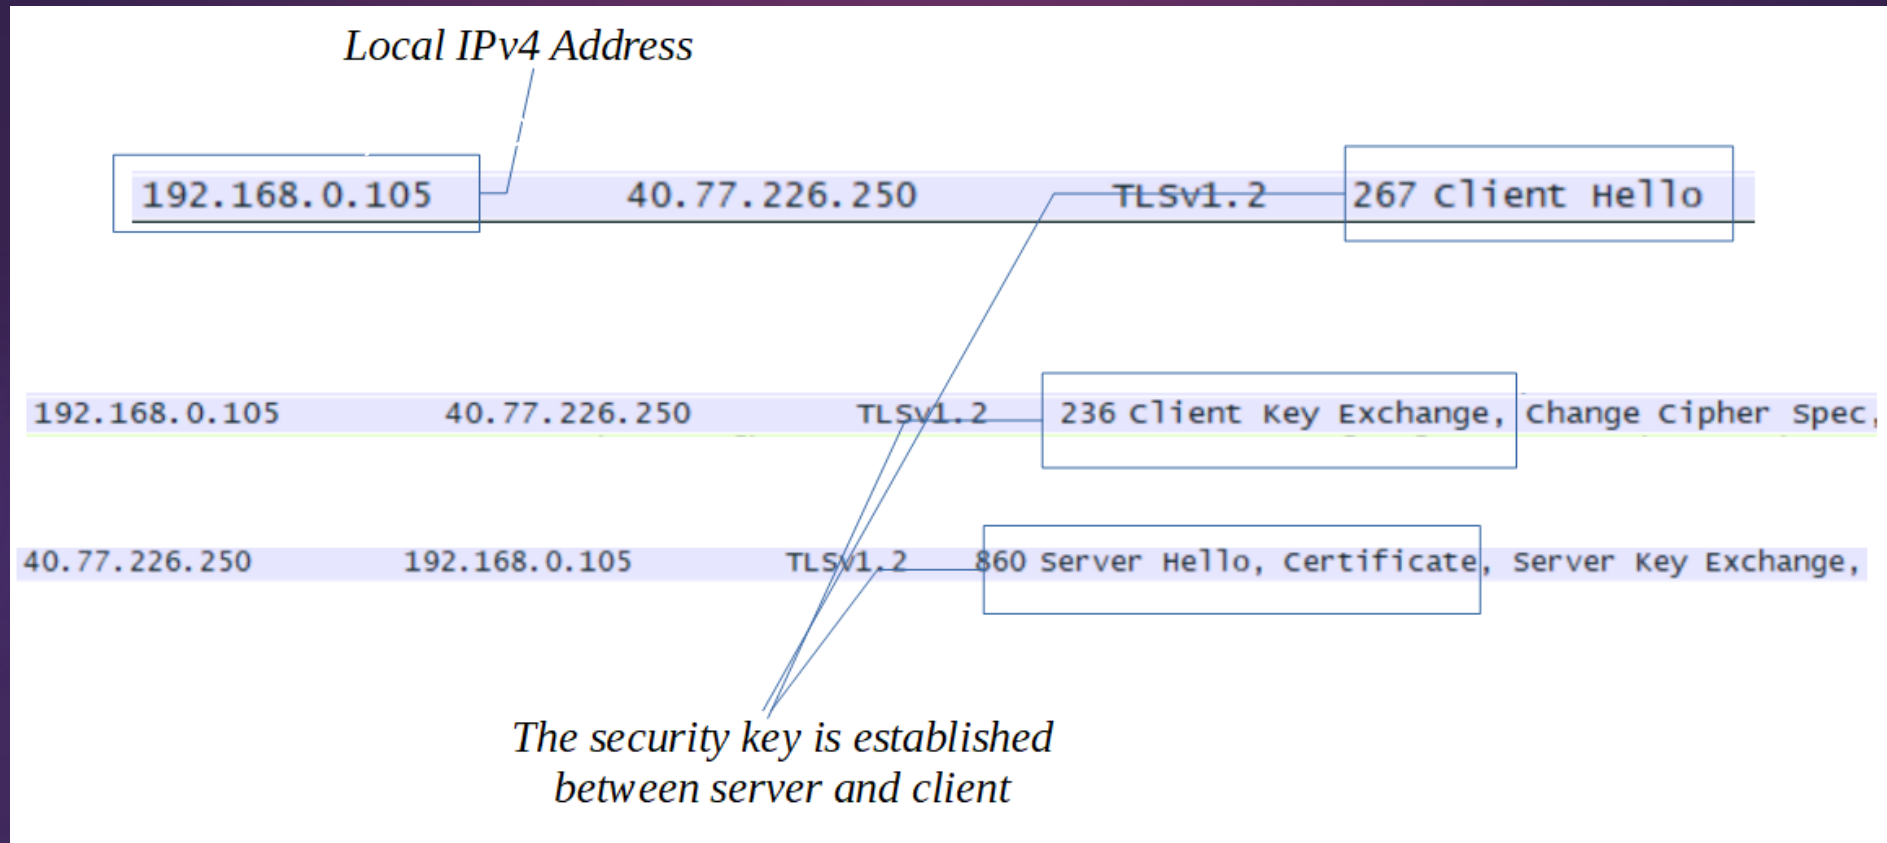 Local IPv4 Address
192.168.0.105 40.77.226.250 TLSv1.2 267 Client Hello
192.168.0.105 40.77.226.250 TLSv1.2 236 Client Key Exchange, Change Cipher Spec,
40.77.226.250 192.168.0.105 TLSv1.2 860 Server Hello, Certificate, Server Key Exchange,
The security key is established
between server and client